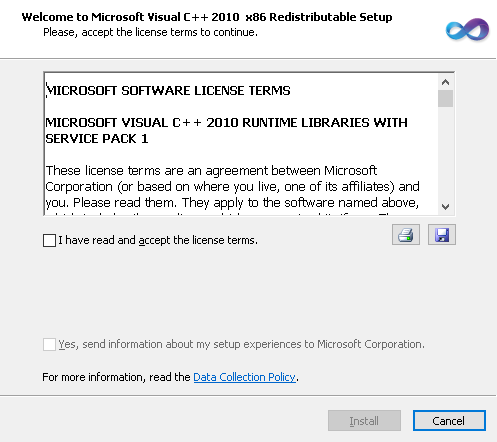 Welcome to Microsoft Visual C++ 2010  x86 Redistributable Setup
Please, accept the license terms to continue.
MICROSOFT SOFTWARE LICENSE TERMS
MICROSOFT VISUAL C++ 2010 RUNTIME LIBRARIES WITH
SERVICE PACK 1
These license terms are an agreement between Microsoft
Corporation (or based on where you live, one of its affiliates) and
you. Please read them. They apply to the software named above,
I have read and accept the license terms.
Yes, send information about my setup experiences to Microsoft Corporation.
For more information, read the Data Collection Policy.
Install
Cancel